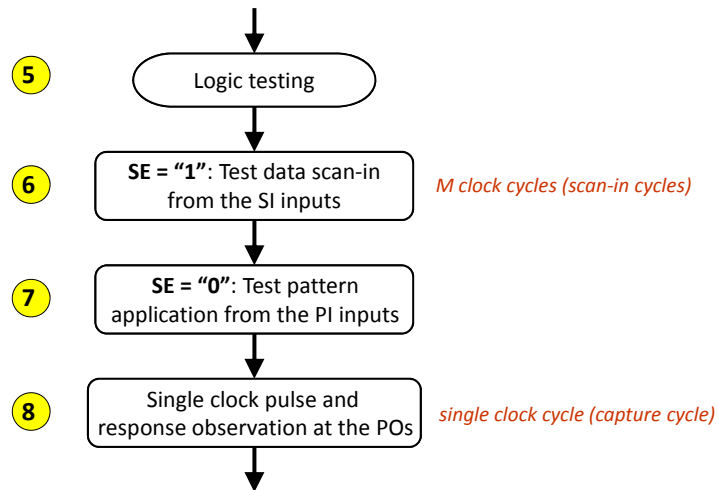 5
Logic testing
6
SE = “1”: Test data scan-in
from the SI inputs
M clock cycles (scan-in cycles)
7
SE = “0”: Test pattern
application from the PI inputs
8
Single clock pulse and
response observation at the POs
single clock cycle (capture cycle)